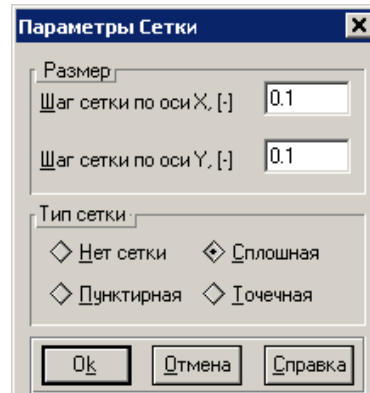 Параметры Сетки
Размер
Шаг сетки по оси X, [-] 0.1
Шаг сетки по оси Y, [-] 0.1
Тип сетки
Нет сетки Сплошная
Пунктирная Точечная
Ok Отмена Справка